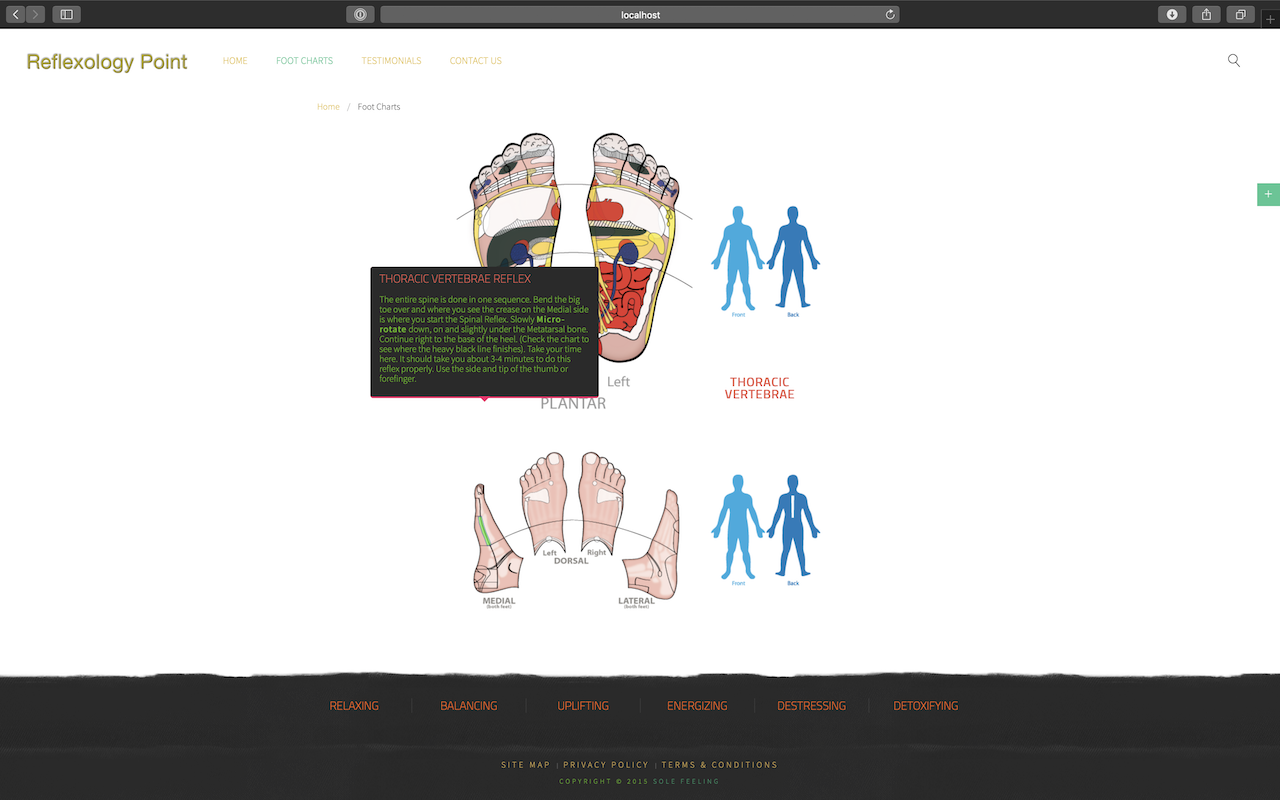 localhost
Reflexology Point
HOME FOOT CHARTS TESTIMONIALS CONTACT US
Home / Foot Charts
THORACIC VERTEBRAE REFLEX
The entire spine is done in one sequence. Bend the big
toe over and where you see the crease on the Medial side
is where you start the Spinal Reflex. Slowly Micro-
rotate down, on and slightly under the Metatarsal bone.
Continue right to the base of the heel. (Check the chart to
see where the heavy black line finishes). Take your time
here. It should take you about 3-4 minutes to do this
reflex properly. Use the side and tip of the thumb or
forefinger.
Left
PLANTAR
Front Back
THORACIC
VERTEBRAE
Left Right
DORSAL
MEDIAL
(both feet)
LATERAL
(both feet)
Front Back
RELAXING BALANCING UPLIFTING ENERGIZING DESTRESSING DETOXIFYING
SITE MAP | PRIVACY POLICY | TERMS & CONDITIONS
COPYRIGHT © 2015 SOLE FEELING